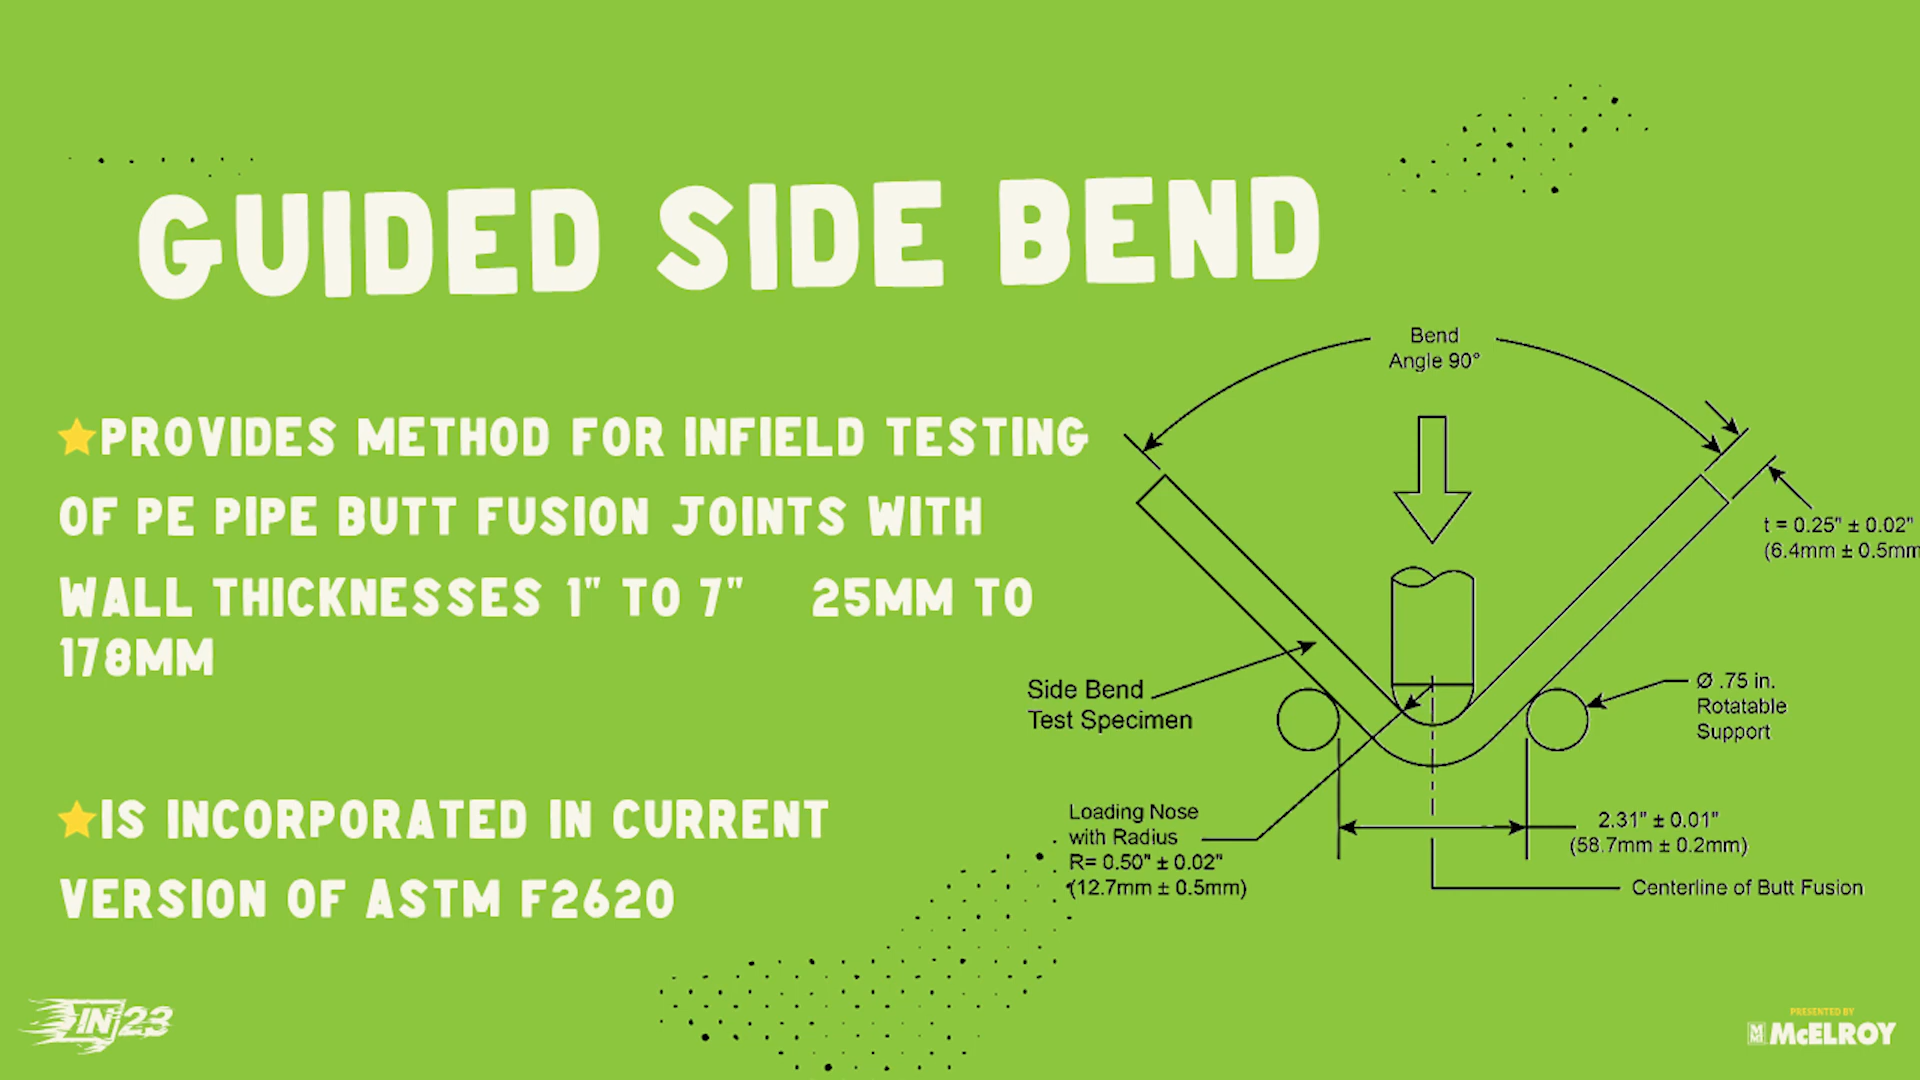 GUIDED SIDE BEND
PROVIDES METHOD FOR INFIELD TESTING
OF PE PIPE BUTT FUSION JOINTS WITH
WALL THICKNESSES 1" TO 7" 25MM TO
178MM
IS INCORPORATED IN CURRENT
VERSION OF ASTM F2620
Bend
Angle 90°
t = 0.25" ± 0.02"
(6.4mm ± 0.5mm
Side Bend
Test Specimen
Ø .75 in.
Rotatable
Support
Loading Nose
with Radius
R= 0.50" ± 0.02"
(12.7mm ± 0.5mm)
2.31" ± 0.01"
(58.7mm ± 0.2mm)
Centerline of Butt Fusion
IN23
PRESENTED BY
McELROY